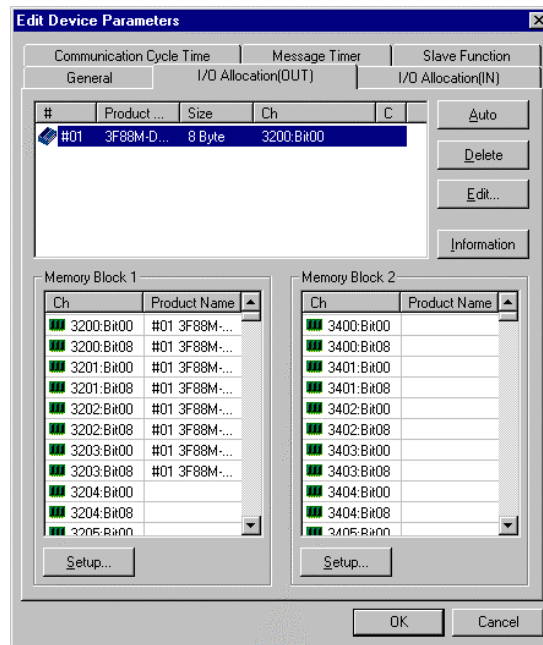 Edit Device Parameters
Communication Cycle Time Message Timer Slave Function
General I/O Allocation(OUT) I/O Allocation(IN)
# Product ... Size Ch C
#01 3F88M-D... 8 Byte 3200:Bit00
Auto
Delete
Edit...
Information
Memory Block 1
Ch Product Name
3200:Bit00 #01 3F88M-...
3200:Bit08 #01 3F88M-...
3201:Bit00 #01 3F88M-...
3201:Bit08 #01 3F88M-...
3202:Bit00 #01 3F88M-...
3202:Bit08 #01 3F88M-...
3203:Bit00 #01 3F88M-...
3203:Bit08 #01 3F88M-...
3204:Bit00
3204:Bit08
3205:Bit00
Setup...
Memory Block 2
Ch Product Name
3400:Bit00
3400:Bit08
3401:Bit00
3401:Bit08
3402:Bit00
3402:Bit08
3403:Bit00
3403:Bit08
3404:Bit00
3404:Bit08
3405:Bit00
Setup...
OK Cancel